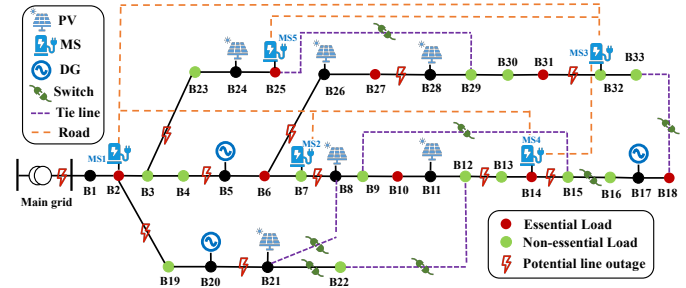 PV
MS
DG
Switch
Tie line
Road
MS5
MS3
B23
B24
B25
B26
B27
B28
B29
B30
B31
B32
B33
MS1
MS2
MS4
Main grid
B1
B2
B3
B4
B5
B6
B7
B8
B9
B10
B11
B12
B13
B14
B15
B16
B17
B18
B19
B20
B21
B22
Essential Load
Non-essential Load
Potential line outage